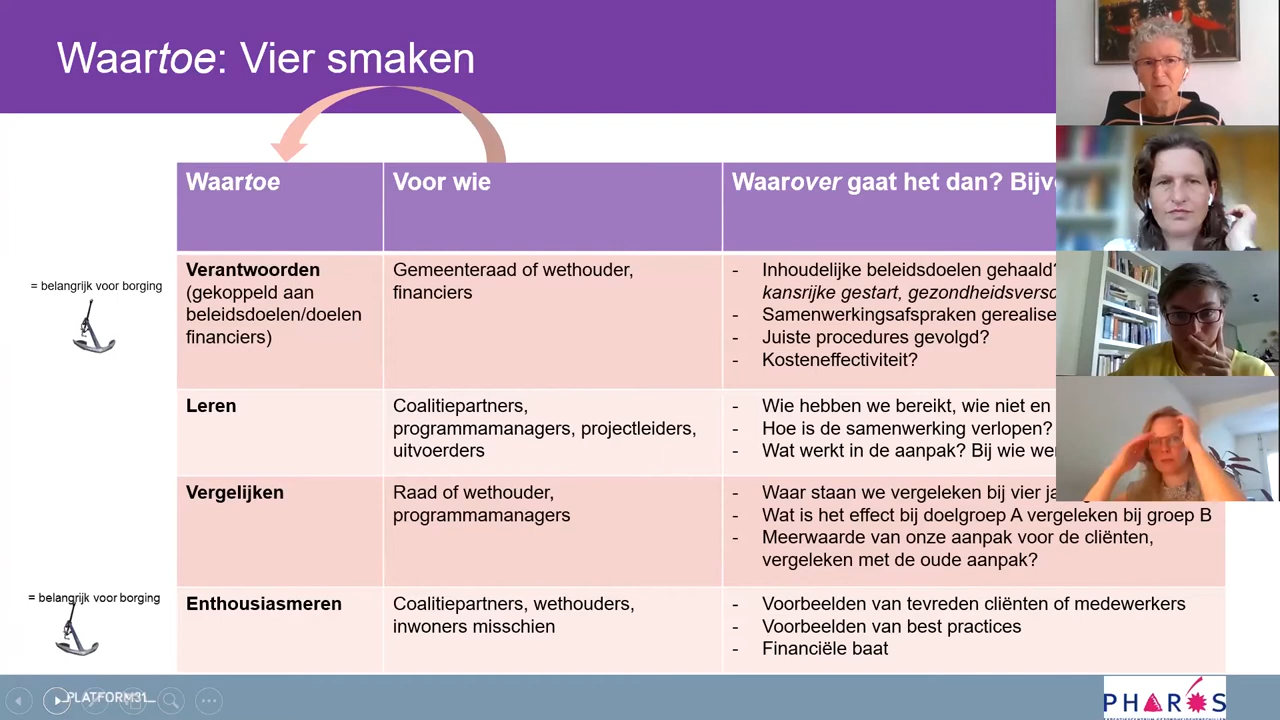 Waartoe: Vier smaken
Waartoe
Voor wie
Waarover gaat het dan?
= belangrijk voor borging
Verantwoorden
(gekoppeld aan
beleidsdoelen/doelen
financiers)
Gemeenteraad of wethouder,
financiers
- Inhoudelijke beleidsdoelen gehaald?
kansrijke gestart,
- Samenwerkingsafspraken
- Juiste procedures gevolgd?
- Kosteneffectiviteit?
Leren
Coalitiepartners,
programmamanagers, projectleiders,
uitvoerders
- Wie hebben we bereikt, wie niet en
- Hoe is de samenwerking verlopen?
- Wat werkt in de aanpak? Bij wie
Vergelijken
Raad of wethouder,
programmamanagers
- Waar staan we vergeleken bij vier
- Wat is het effect bij doelgroep A vergeleken bij groep B
- Meerwaarde van onze aanpak voor de cliënten,
vergeleken met de oude aanpak?
= belangrijk voor borging
Enthousiasmeren
Coalitiepartners, wethouders,
inwoners misschien
- Voorbeelden van tevreden cliënten of medewerkers
- Voorbeelden van best practices
- Financiële baat
PLATFORM31
PHAROS